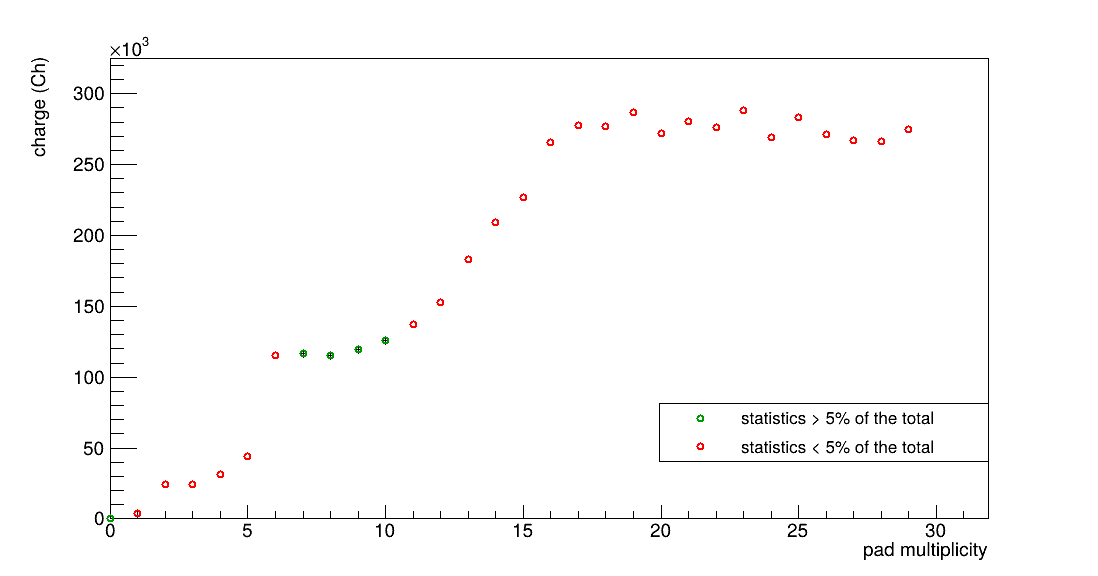 ×10³
charge (Ch)
300
250
200
150
100
50
0
0 5 10 15 20 25 30
pad multiplicity
statistics > 5% of the total
statistics < 5% of the total